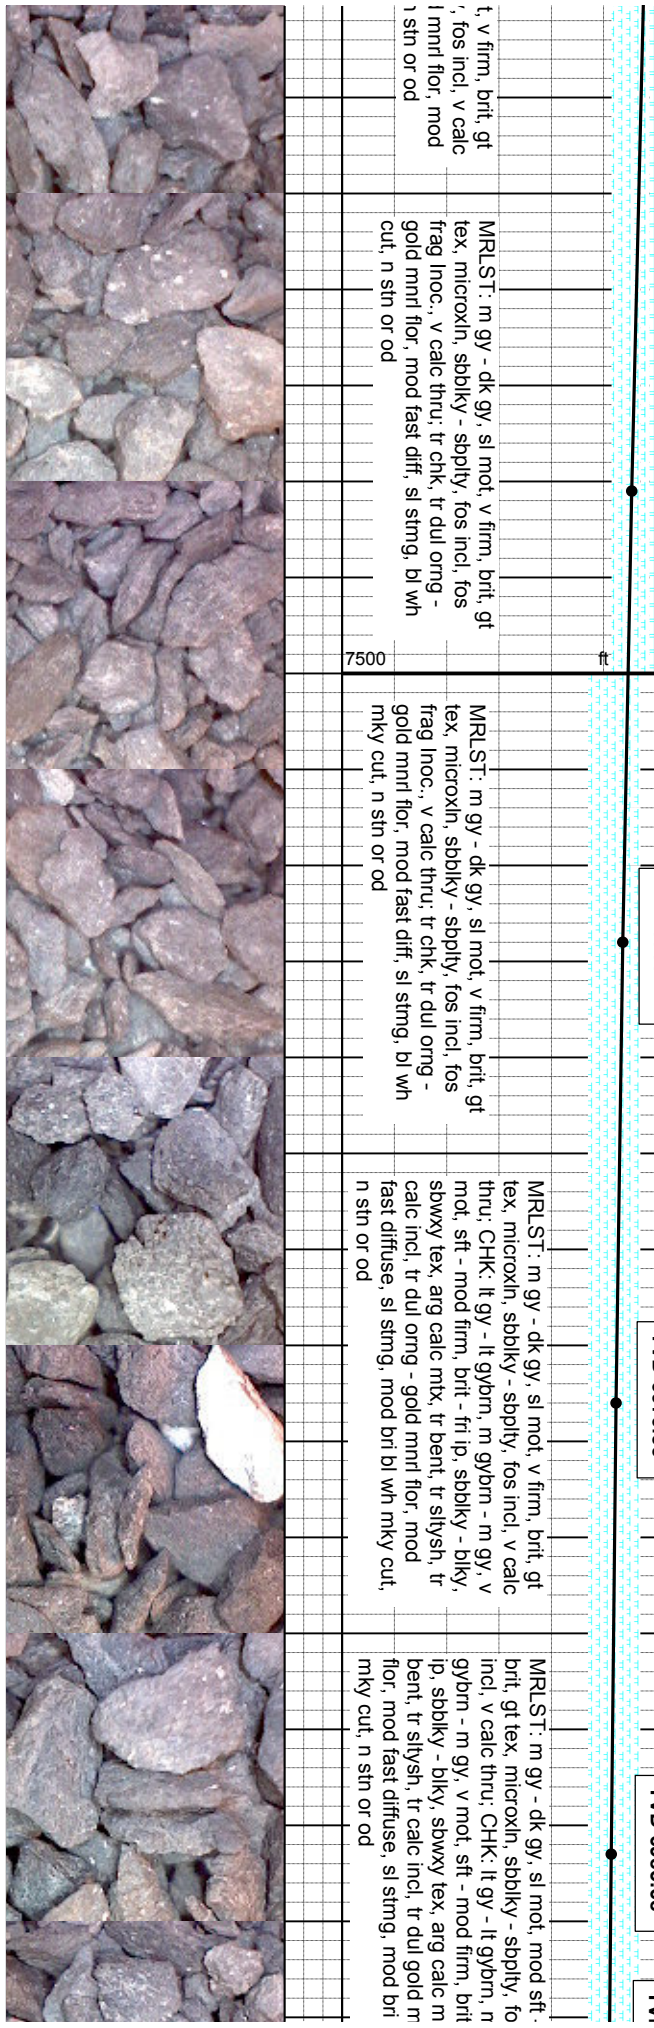 t, v firm, brit, gt
, fos incl, v calc
l mnrl flor, mod
n stn or od
MRLST: m gy - dk gy, sl mot, v firm, brit, gt
tex, microxln, sbblky - sbplty, fos incl, fos
frag Inoc., v calc thru; tr chk, tr dul orng -
gold mnrl flor, mod fast diff, sl stmg, bl wh
cut, n stn or od
7500 ft
MRLST: m gy - dk gy, sl mot, v firm, brit, gt
tex, microxln, sbblky - sbplty, fos incl, fos
frag Inoc., v calc thru; tr chk, tr dul orng -
gold mnrl flor, mod fast diff, sl stmg, bl wh
mky cut, n stn or od
MRLST: m gy - dk gy, sl mot, v firm, brit, gt
tex, microxln, sbblky - sbplty, fos incl, v calc
thru; CHK: lt gy - lt gybrn, m gybrn - m gy, v
mot, sft - mod firm, brit - fri ip, sbblky - blky,
sbwxy tex, arg calc mtx, tr bent, tr sltysh, tr
calc incl, tr dul orng - gold mnrl flor, mod
fast diffuse, sl stmg, mod bri bl wh mky cut,
n stn or od
MRLST: m gy - dk gy, sl mot, mod sft -
brit, gt tex, microxln, sbblky - sbplty, fo
incl, v calc thru; CHK: lt gy - lt gybrn, m
gybrn - m gy, v mot, sft - mod firm, brit
ip, sbblky - blky, sbwxy tex, arg calc m
bent, tr sltysh, tr calc incl, tr dul gold m
flor, mod fast diffuse, sl stmg, mod bri
mky cut, n stn or od